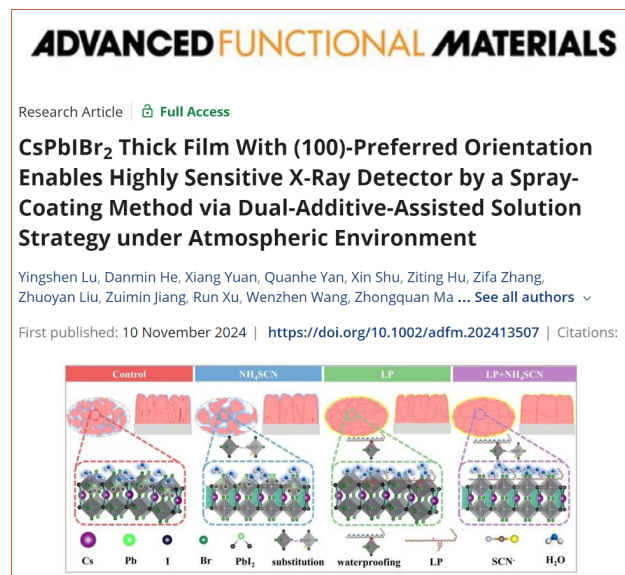 ADVANCED FUNCTIONAL MATERIALS
Research Article | Full Access
CsPbIBr₂ Thick Film With (100)-Preferred Orientation
Enables Highly Sensitive X-Ray Detector by a Spray-
Coating Method via Dual-Additive-Assisted Solution
Strategy under Atmospheric Environment
Yingshen Lu, Danmin He, Xiang Yuan, Quanhe Yan, Xin Shu, Ziting Hu, Zifa Zhang,
Zhuoyan Liu, Zuimin Jiang, Run Xu, Wenzhen Wang, Zhongquan Ma ... See all authors
First published: 10 November 2024 | https://doi.org/10.1002/adfm.202413507 | Citations:
Control NH₄SCN LP LP+NH₄SCN
Cs Pb I Br PbI₂ substitution waterproofing LP SCN⁻ H₂O